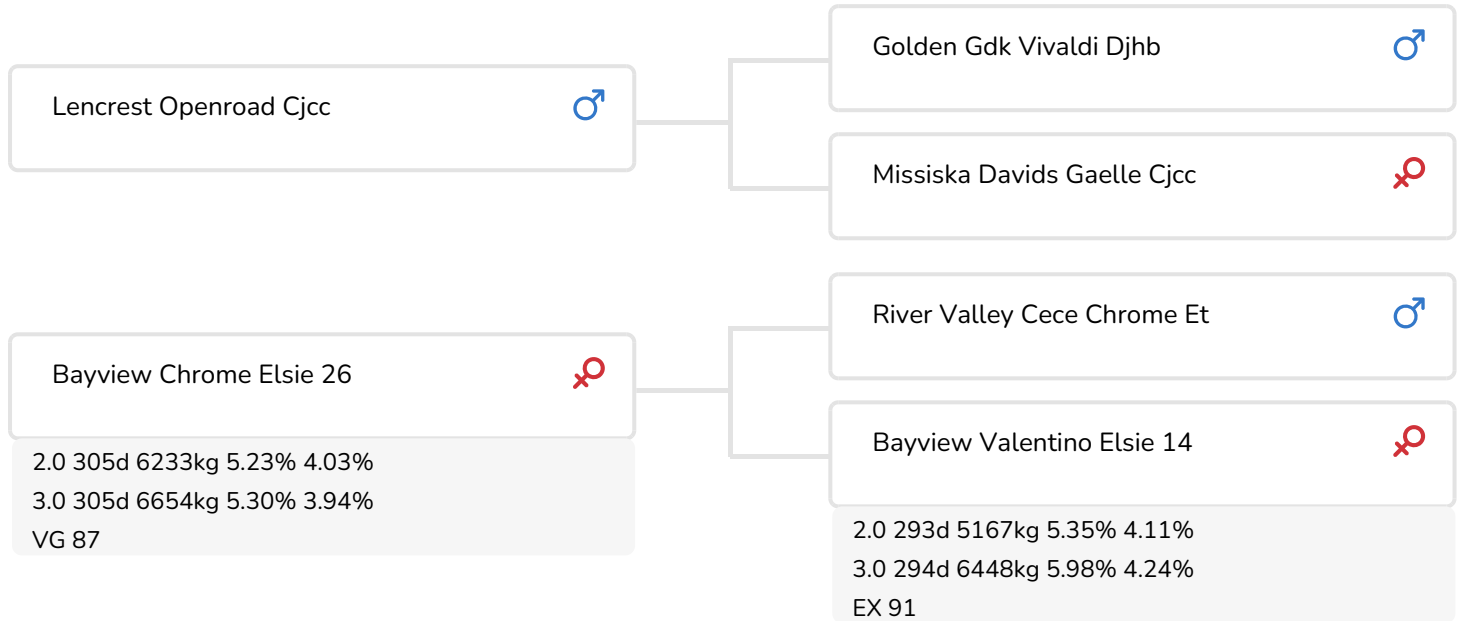 Golden Gdk Vivaldi Djhb
Lencrest Openroad Cjcc
Missiska Davids Gaelle Cjcc
River Valley Cece Chrome Et
Bayview Chrome Elsie 26
2.0 305d 6233kg 5.23% 4.03%
3.0 305d 6654kg 5.30% 3.94%
VG 87
Bayview Valentino Elsie 14
2.0 293d 5167kg 5.35% 4.11%
3.0 294d 6448kg 5.98% 4.24%
EX 91